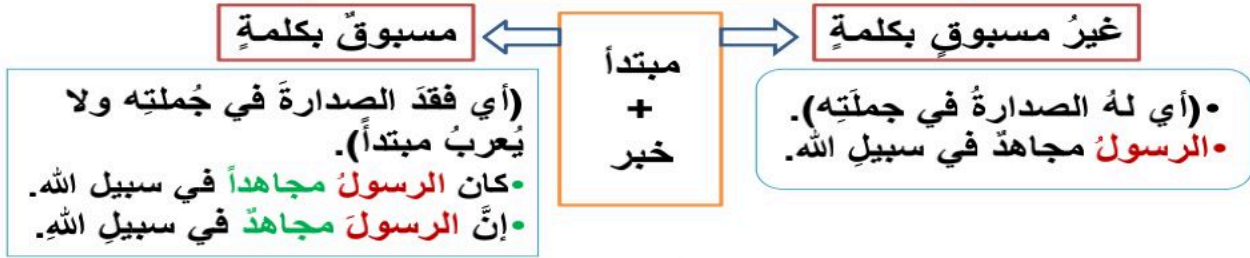 غيرُ مسبوقٍ بكلمةٍ
•(أي لهُ الصدارةُ في جملَتِه).
•الرسولُ مجاهدٌ في سبيلِ الله.
مبتدأ
+
خبر
مسبوقٌ بكلمةٍ
(أي فقدَ الصدارةَ في جُملتِه ولا
يُعربُ مبتدأً).
•كان الرسولُ مجاهداً في سبيل الله.
•إنَّ الرسولَ مجاهدٌ في سبيلِ اللهِ.